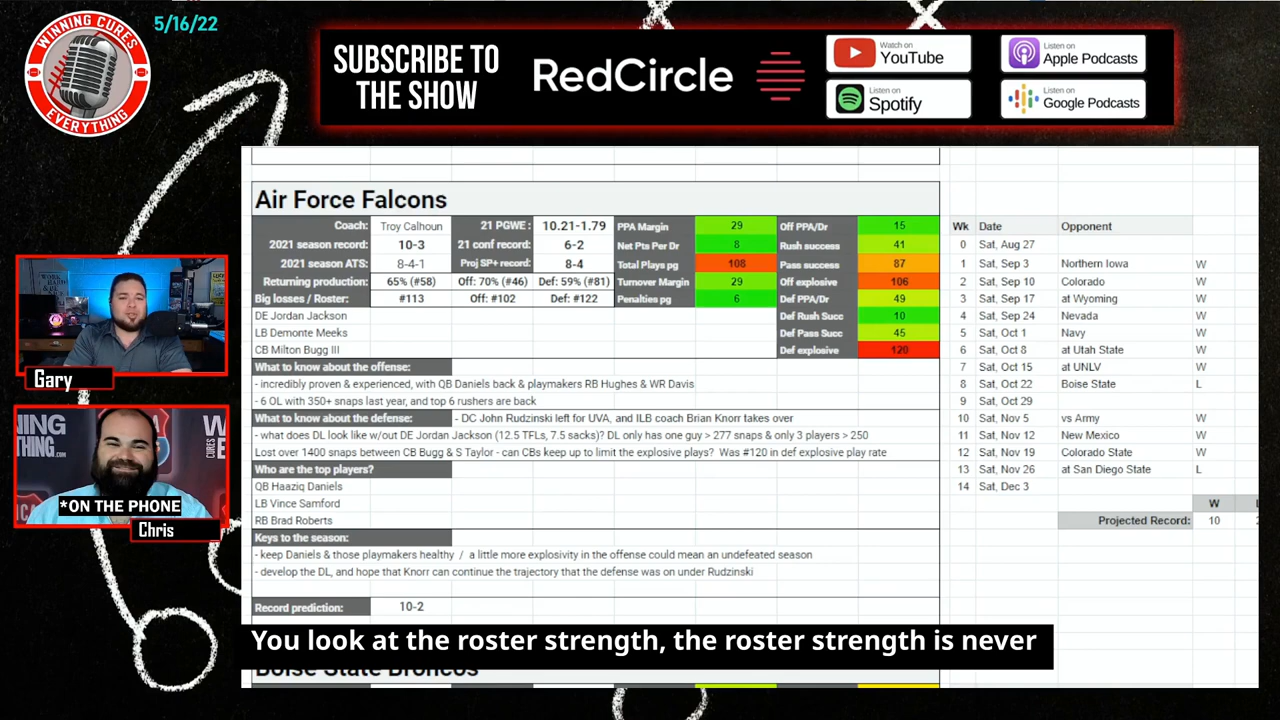 5/16/22
WINNING CURES
EVERYTHING
SUBSCRIBE TO
THE SHOW
RedCircle
Watch on
YouTube
Listen on
Apple Podcasts
Listen on
Spotify
Listen on
Google Podcasts
Air Force Falcons
Coach: Troy Calhoun 21 PGWE : 10.21-1.79 PPA Margin 29 Off PPA/Dr 15
2021 season record: 10-3 21 conf record: 6-2 Net Pts Per Dr 8 Rush success 41
2021 season ATS: 8-4-1 Proj SP+ record: 8-4 Total Plays pg 108 Pass success 87
Returning production: 65% (#58) Off: 70% (#46) Def: 59% (#81) Turnover Margin 29 Off explosive 106
Big losses / Roster: #113 Off: #102 Def: #122 Penalties pg 6 Def PPA/Dr 49
DE Jordan Jackson Def Rush Succ 10
LB Demonte Meeks Def Pass Succ 45
CB Milton Bugg III Def explosive 120
What to know about the offense:
- incredibly proven & experienced, with QB Daniels back & playmakers RB Hughes & WR Davis
- 6 OL with 350+ snaps last year, and top 6 rushers are back
What to know about the defense: - DC John Rudzinski left for UVA, and ILB coach Brian Knorr takes over
- what does DL look like w/out DE Jordan Jackson (12.5 TFLs, 7.5 sacks)? DL only has one guy > 277 snaps & only 3 players > 250
Lost over 1400 snaps between CB Bugg & S Taylor - can CBs keep up to limit the explosive plays? Was #120 in def explosive play rate
Who are the top players?
QB Haaziq Daniels
LB Vince Samford
RB Brad Roberts
Keys to the season:
- keep Daniels & those playmakers healthy / a little more explosivity in the offense could mean an undefeated season
- develop the DL, and hope that Knorr can continue the trajectory that the defense was on under Rudzinski
Record prediction: 10-2
Wk Date Opponent
0 Sat, Aug 27
1 Sat, Sep 3 Northern Iowa W
2 Sat, Sep 10 Colorado W
3 Sat, Sep 17 at Wyoming W
4 Sat, Sep 24 Nevada W
5 Sat, Oct 1 Navy W
6 Sat, Oct 8 at Utah State W
7 Sat, Oct 15 at UNLV W
8 Sat, Oct 22 Boise State L
9 Sat, Oct 29
10 Sat, Nov 5 vs Army W
11 Sat, Nov 12 New Mexico W
12 Sat, Nov 19 Colorado State W
13 Sat, Nov 26 at San Diego State L
14 Sat, Dec 3
W
Projected Record: 10
Gary
*ON THE PHONE
Chris
You look at the roster strength, the roster strength is never
Boise State Broncos